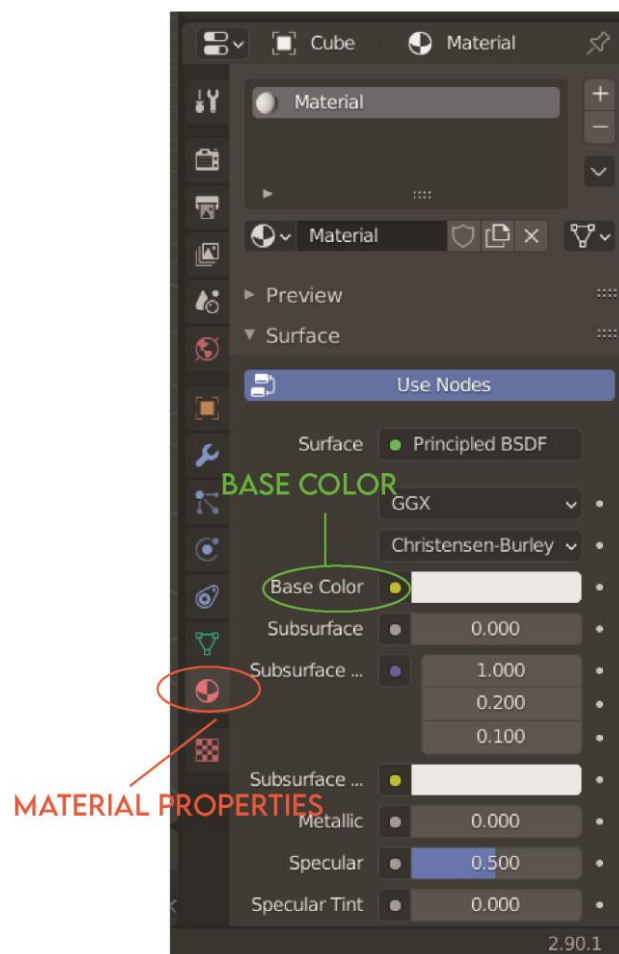 Cube Material
Material
Material
Preview
Surface
Use Nodes
Surface Principled BSDF
BASE COLOR
GGX
Christensen-Burley
Base Color
Subsurface 0.000
Subsurface ... 1.000
0.200
0.100
Subsurface ...
MATERIAL PROPERTIES
Metallic 0.000
Specular 0.500
Specular Tint 0.000
2.90.1